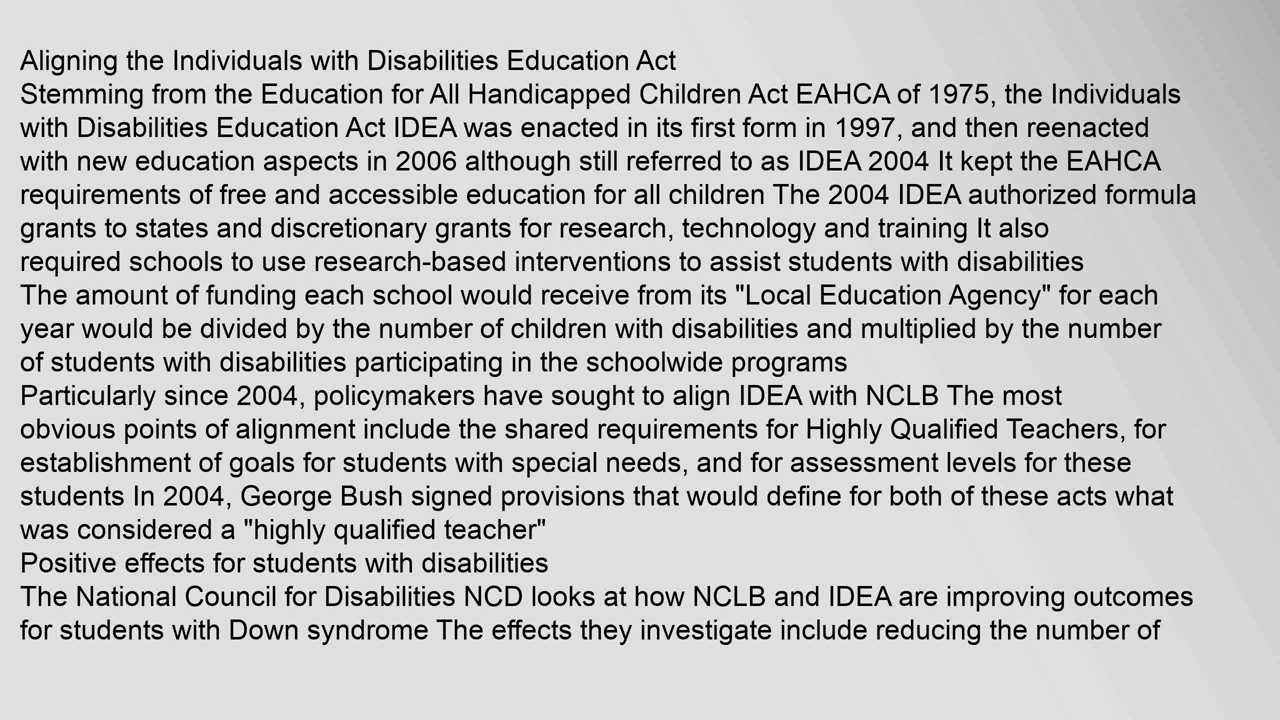 Aligning the Individuals with Disabilities Education Act
Stemming from the Education for All Handicapped Children Act EAHCA of 1975, the Individuals
with Disabilities Education Act IDEA was enacted in its first form in 1997, and then reenacted
with new education aspects in 2006 although still referred to as IDEA 2004 It kept the EAHCA
requirements of free and accessible education for all children The 2004 IDEA authorized formula
grants to states and discretionary grants for research, technology and training It also
required schools to use research-based interventions to assist students with disabilities
The amount of funding each school would receive from its "Local Education Agency" for each
year would be divided by the number of children with disabilities and multiplied by the number
of students with disabilities participating in the schoolwide programs
Particularly since 2004, policymakers have sought to align IDEA with NCLB The most
obvious points of alignment include the shared requirements for Highly Qualified Teachers, for
establishment of goals for students with special needs, and for assessment levels for these
students In 2004, George Bush signed provisions that would define for both of these acts what
was considered a "highly qualified teacher"
Positive effects for students with disabilities
The National Council for Disabilities NCD looks at how NCLB and IDEA are improving outcomes
for students with Down syndrome The effects they investigate include reducing the number of